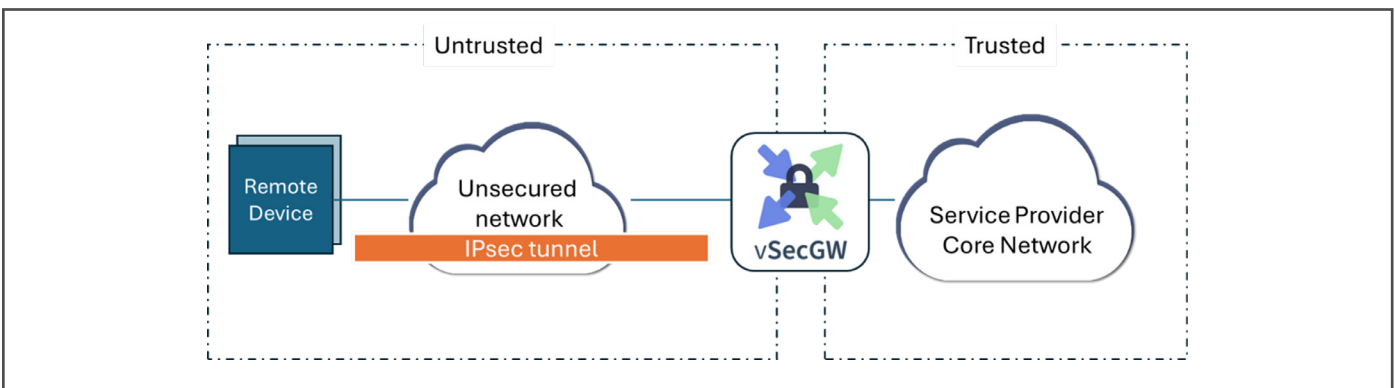 Untrusted
Trusted
Remote
Device
Unsecured
network
IPsec tunnel
vSecGW
Service Provider
Core Network